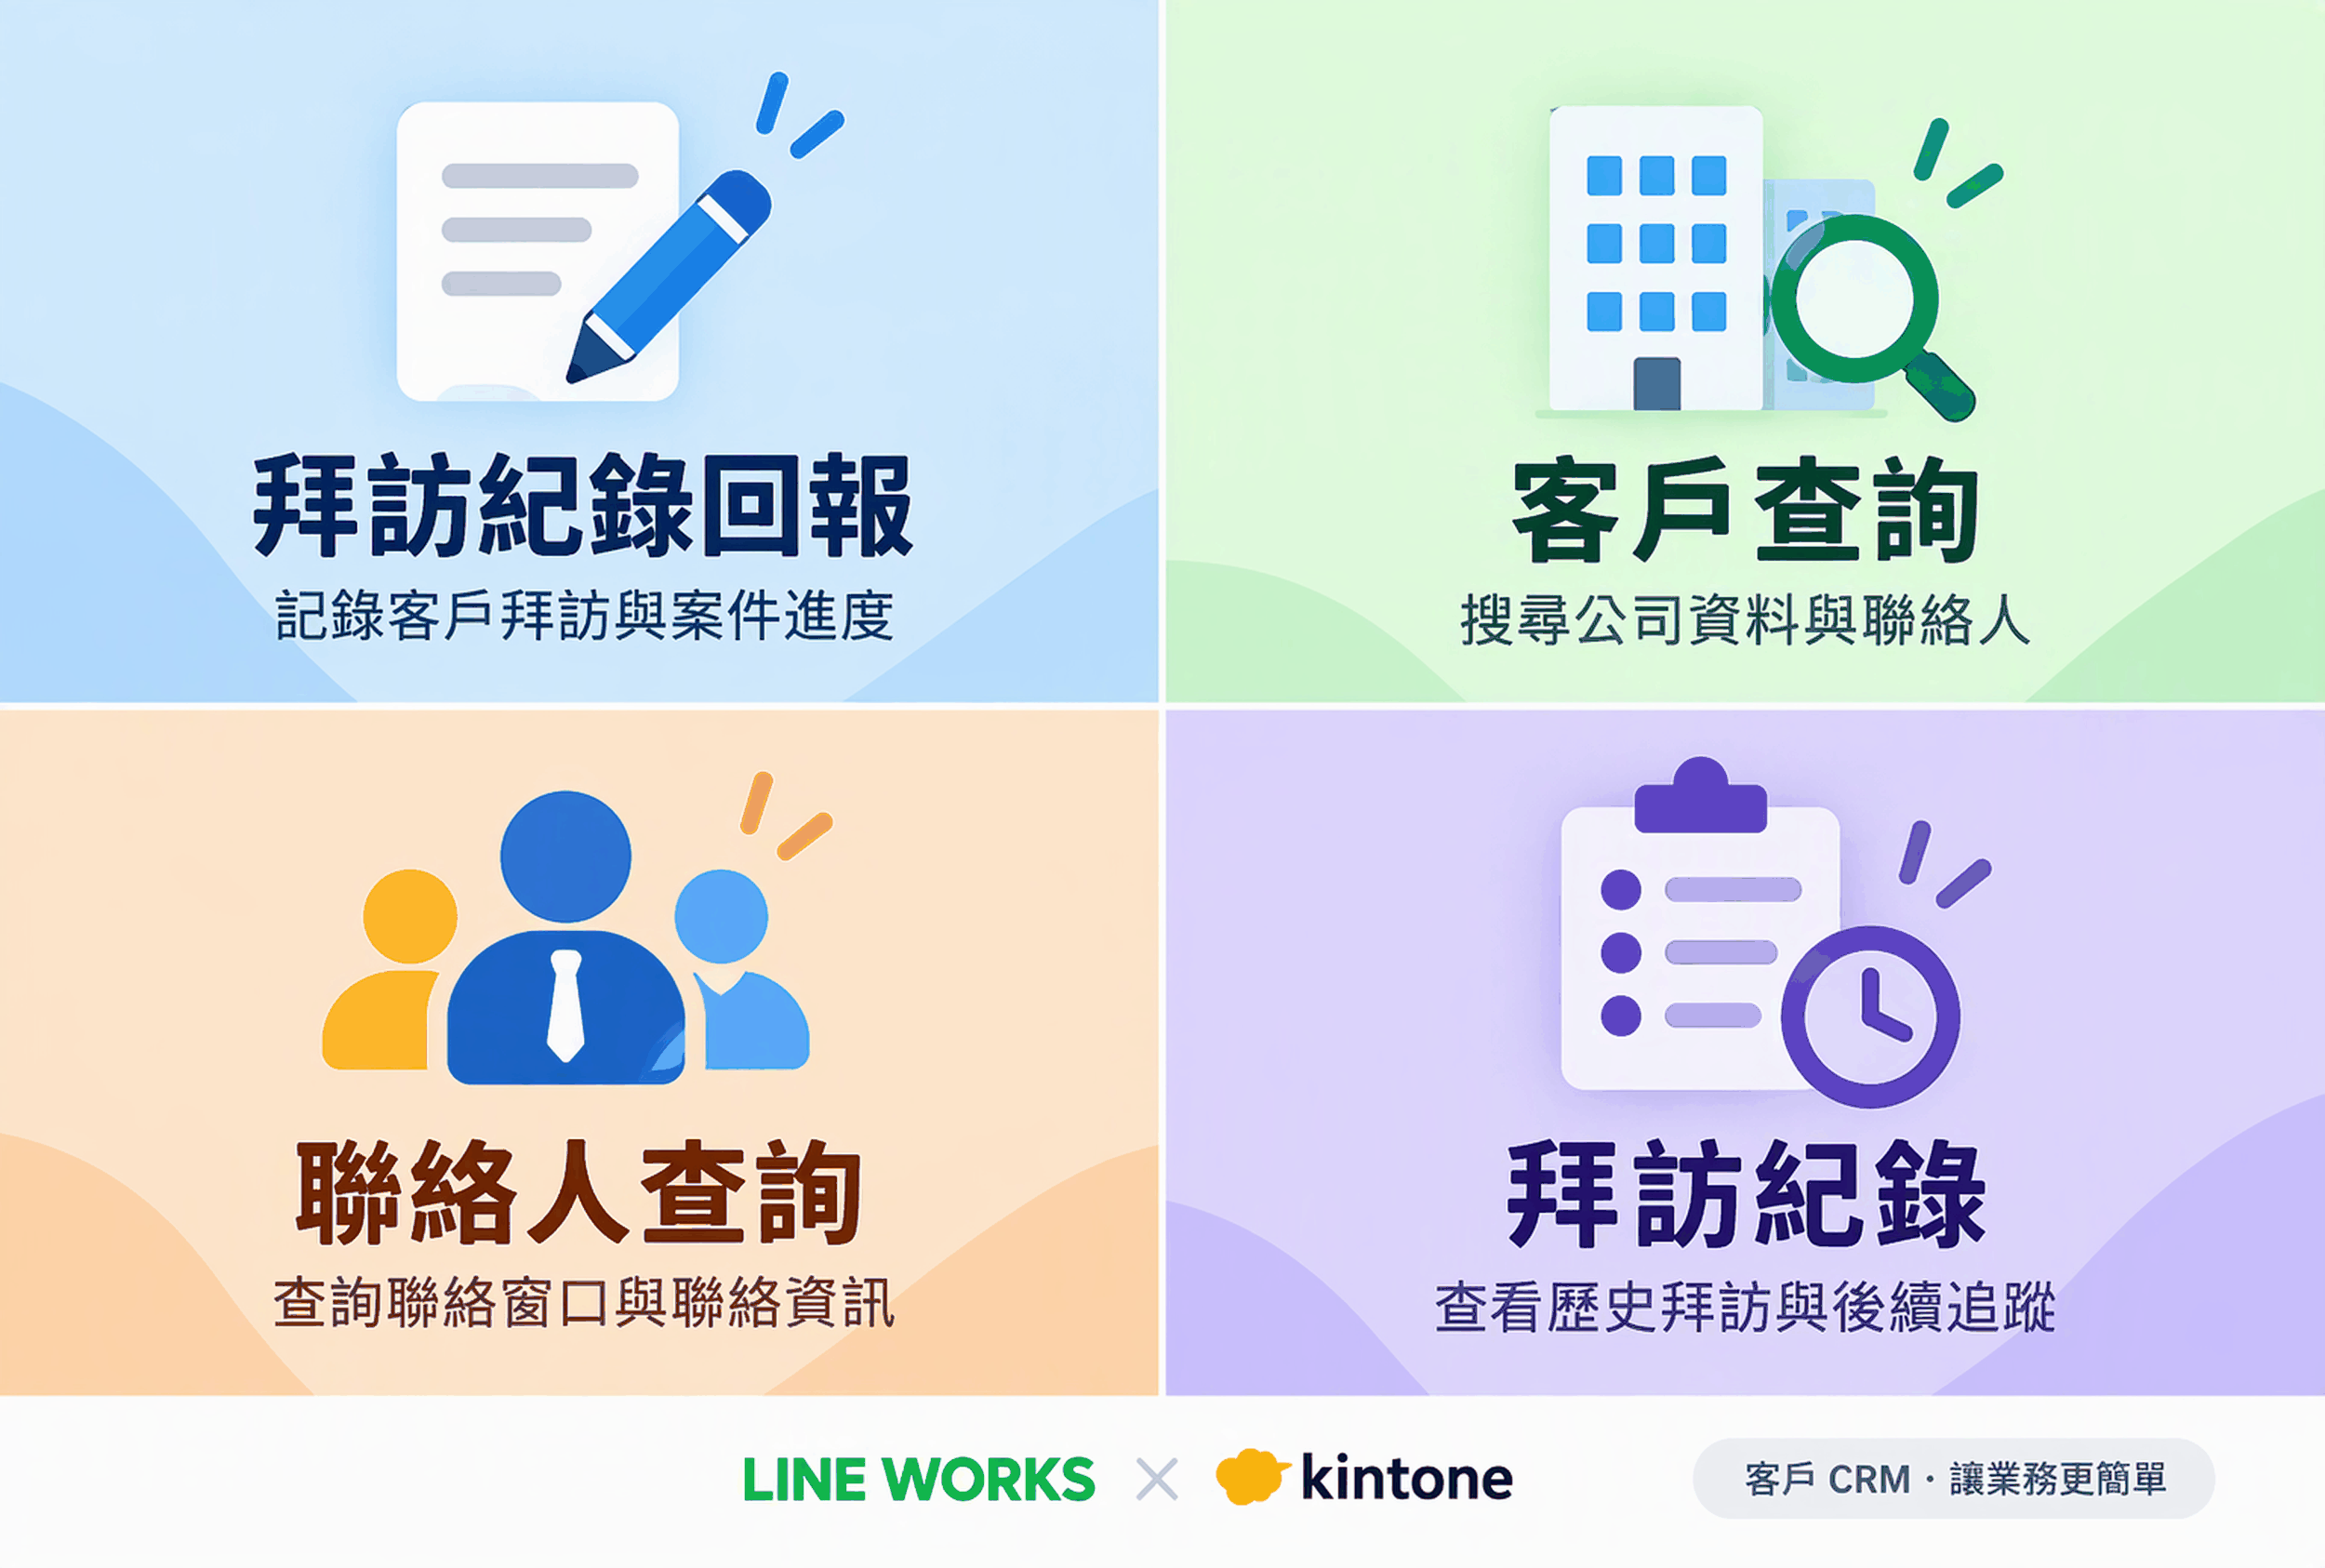 拜訪紀錄回報
記錄客戶拜訪與案件進度
客戶查詢
搜尋公司資料與聯絡人
聯絡人查詢
查詢聯絡窗口與聯絡資訊
拜訪紀錄
查看歷史拜訪與後續追蹤
LINE WORKS × kintone
客戶 CRM · 讓業務更簡單